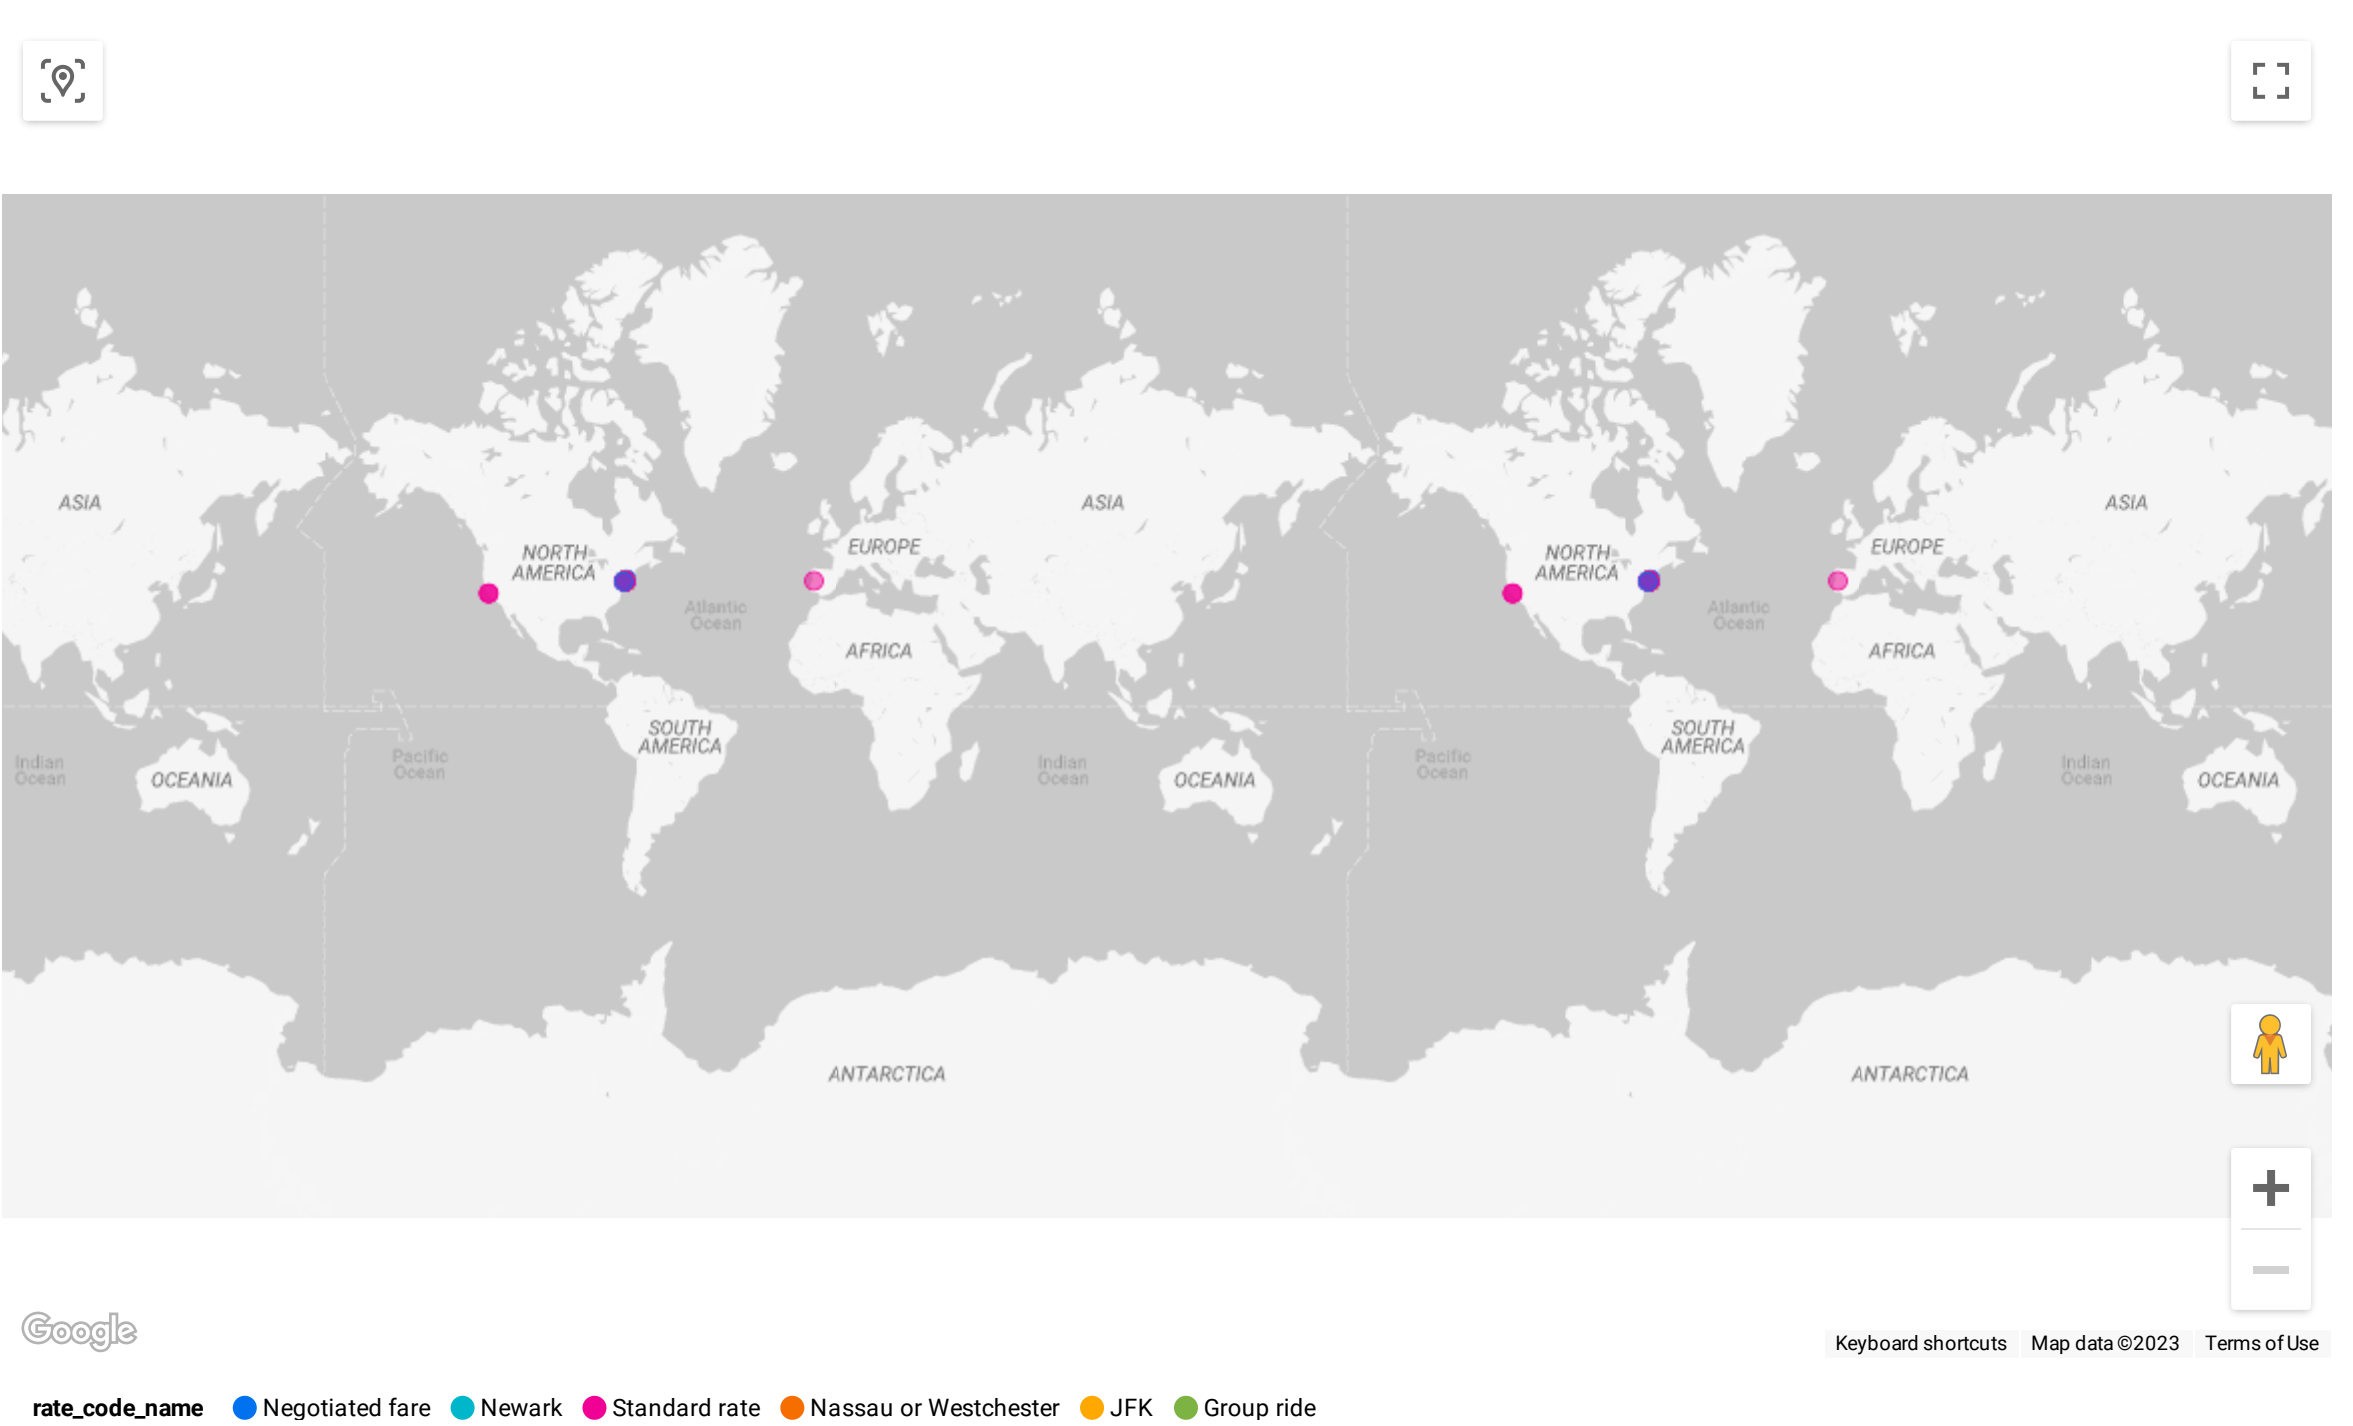 ASIA
NORTH
AMERICA
EUROPE
ASIA
NORTH
AMERICA
EUROPE
ASIA
Atlantic
Ocean
Atlantic
Ocean
AFRICA
AFRICA
SOUTH
AMERICA
SOUTH
AMERICA
Indian
Ocean
OCEANIA
Pacific
Ocean
Indian
Ocean
OCEANIA
Pacific
Ocean
Indian
Ocean
OCEANIA
ANTARCTICA
ANTARCTICA
Google
Keyboard shortcuts Map data ©2023 Terms of Use
rate_code_name Negotiated fare Newark Standard rate Nassau or Westchester JFK Group ride